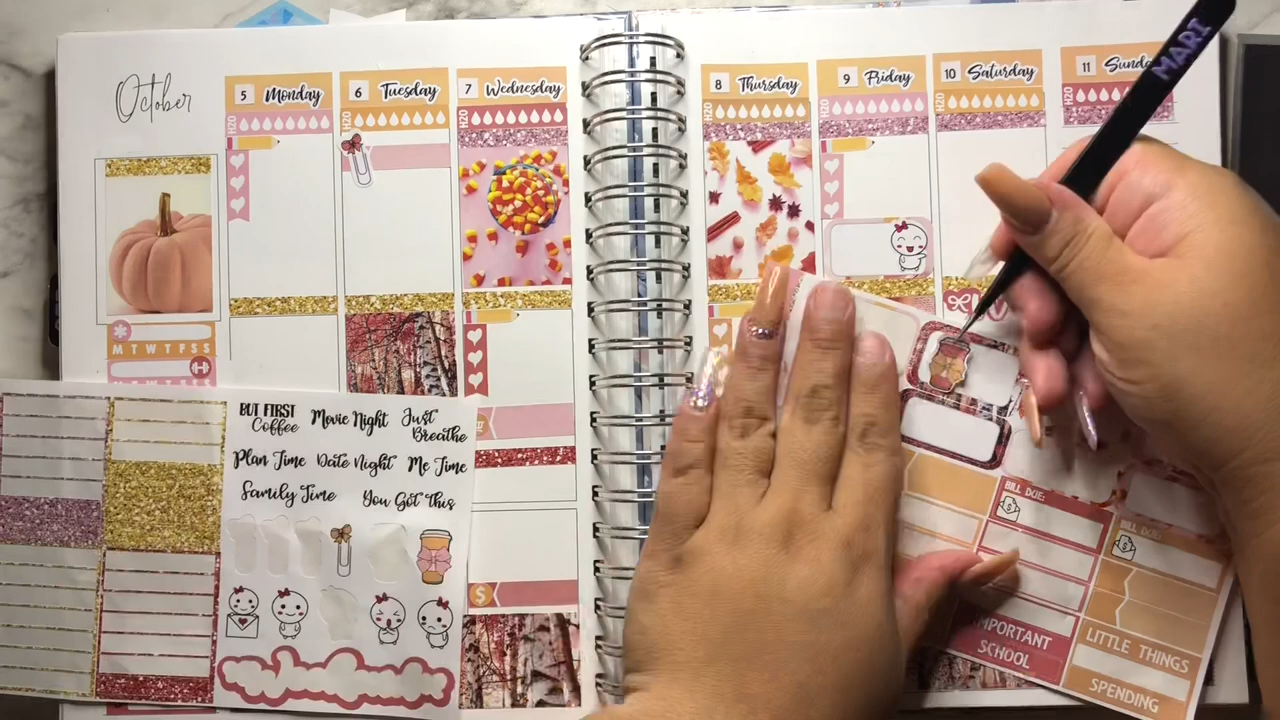 October
5 Monday
6 Tuesday
7 Wednesday
8 Thursday
9 Friday
10 Saturday
11
H2O
H2O
H2O
H2O
H2O
H2O
H2O
MARI
M T W T F S S
BUT FIRST
Coffee
Movie Night
Just
Breathe
Plan Time
Date Night
Me Time
Family Time
You Got This
BILL DUE:
BILL DUE:
IMPORTANT
SCHOOL
LITTLE THINGS
SPENDING